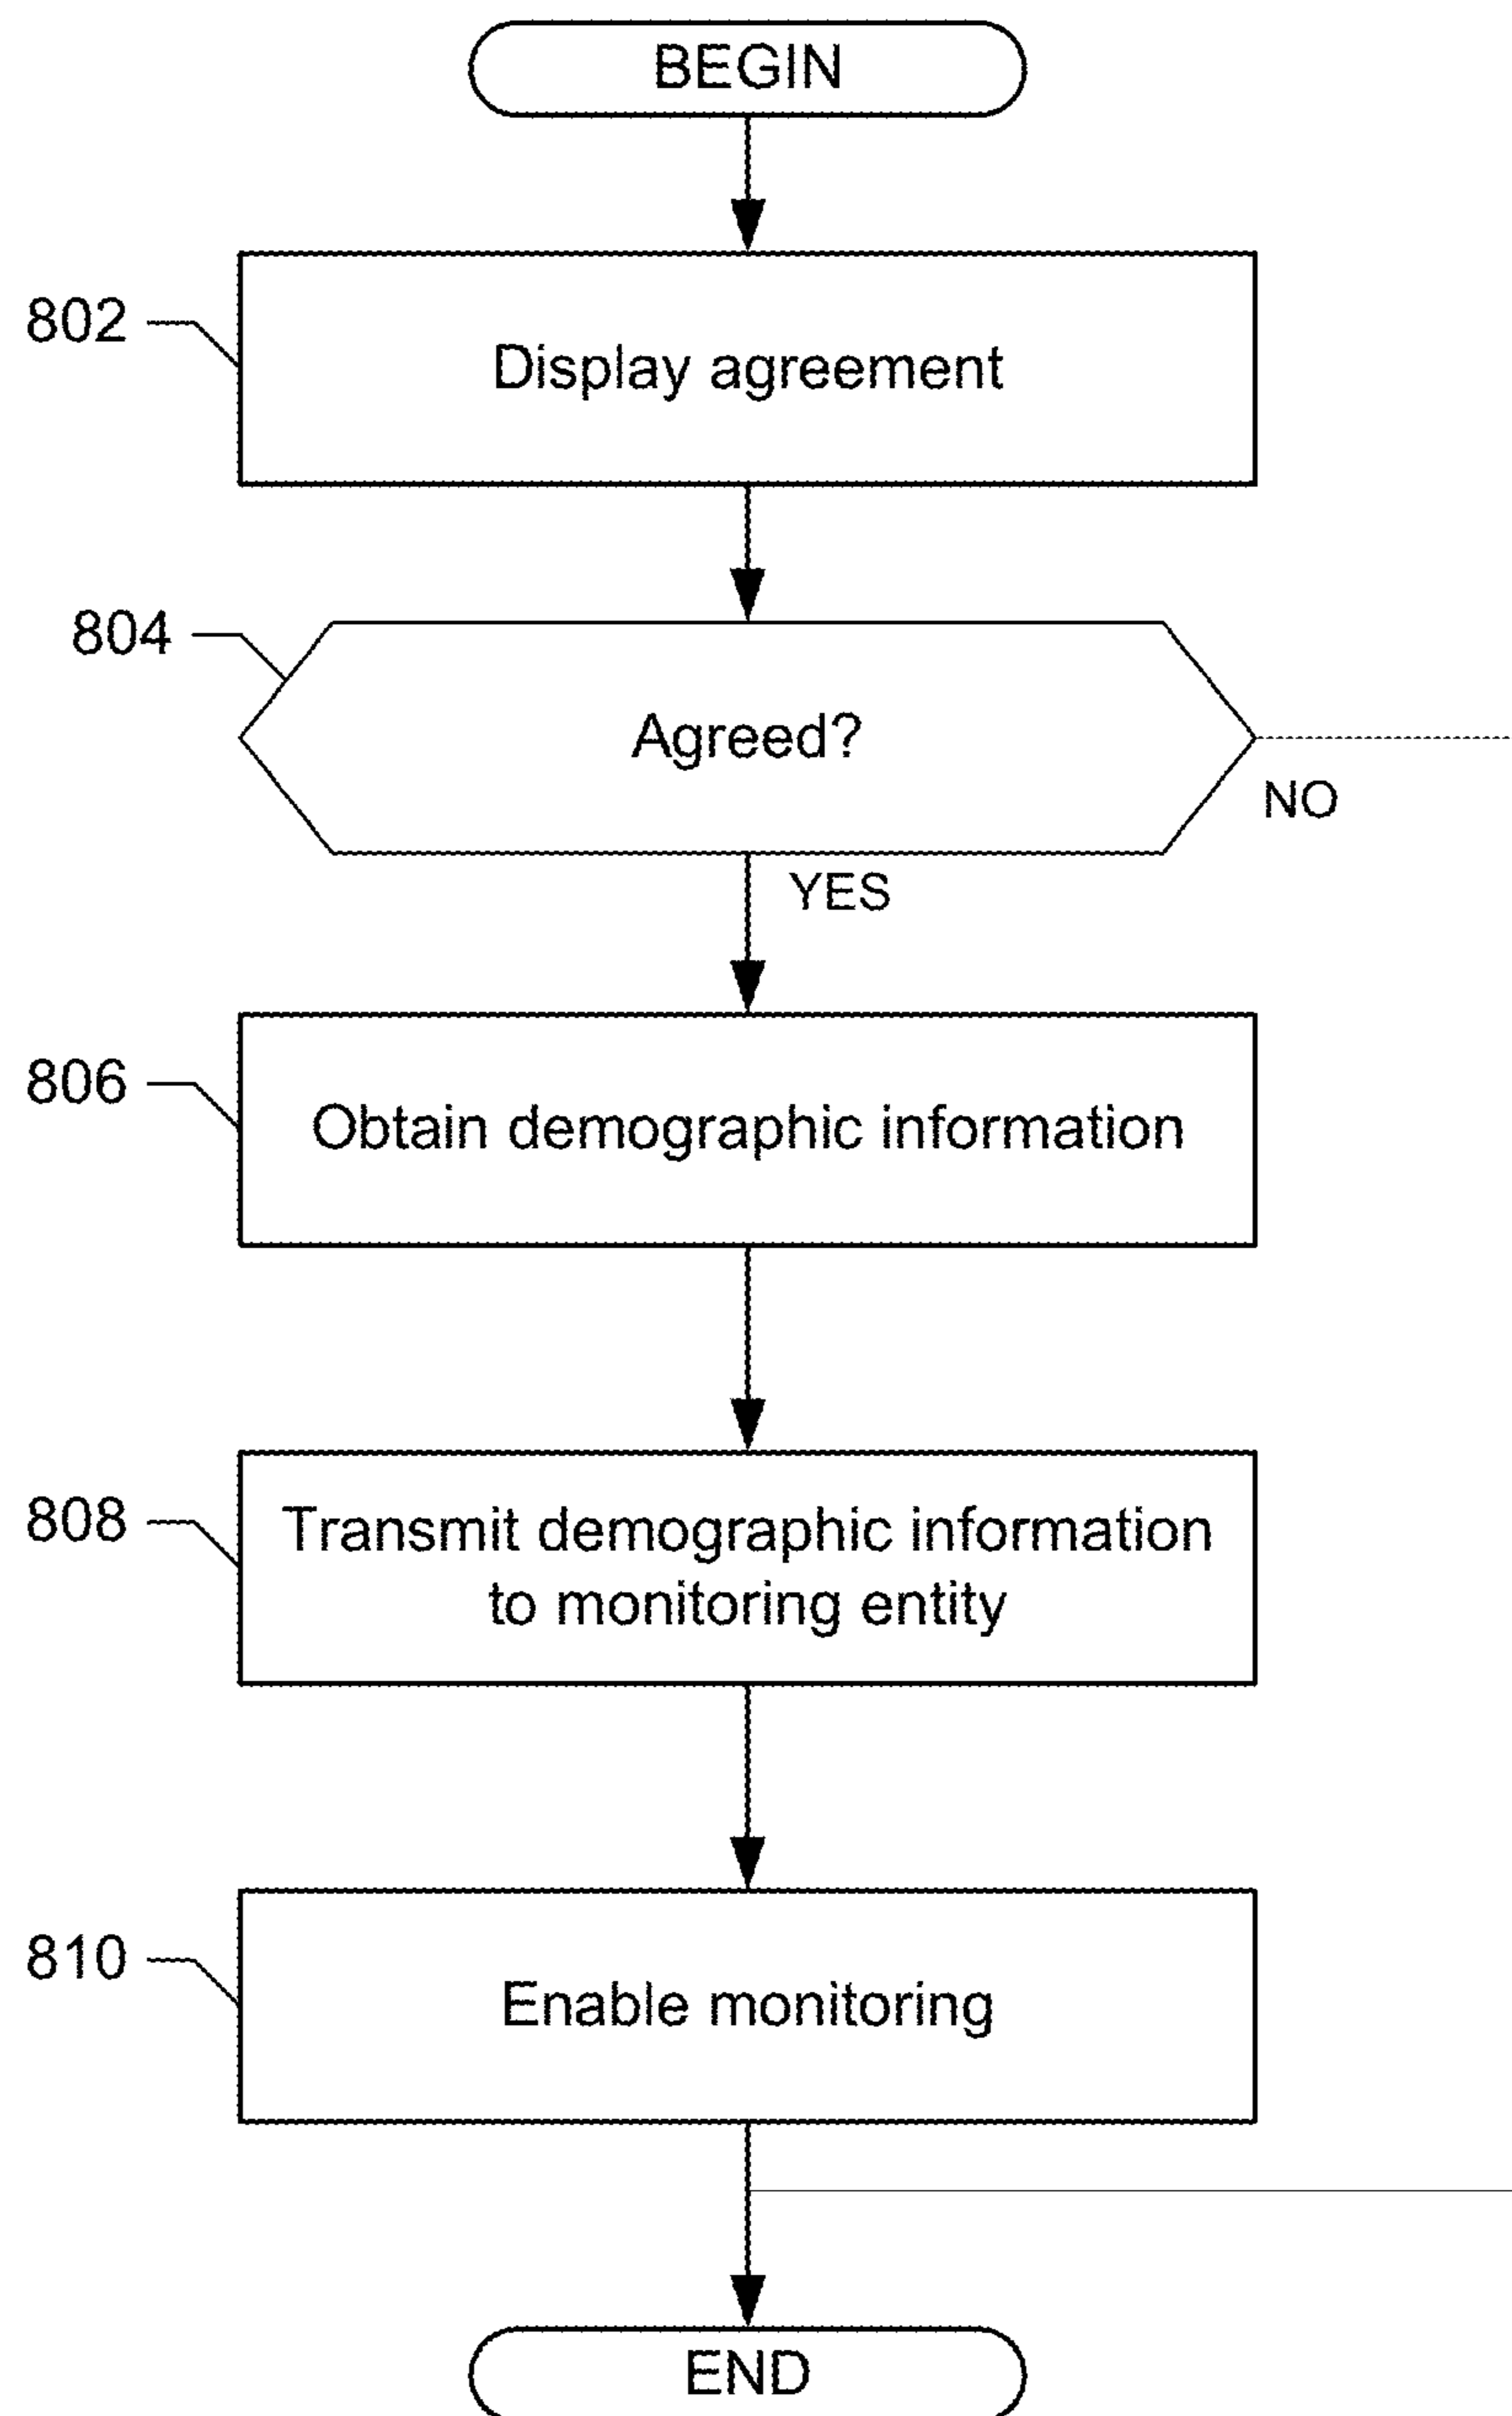 BEGIN
802
Display agreement
804
Agreed?
NO
YES
806
Obtain demographic information
808
Transmit demographic information
to monitoring entity
810
Enable monitoring
END